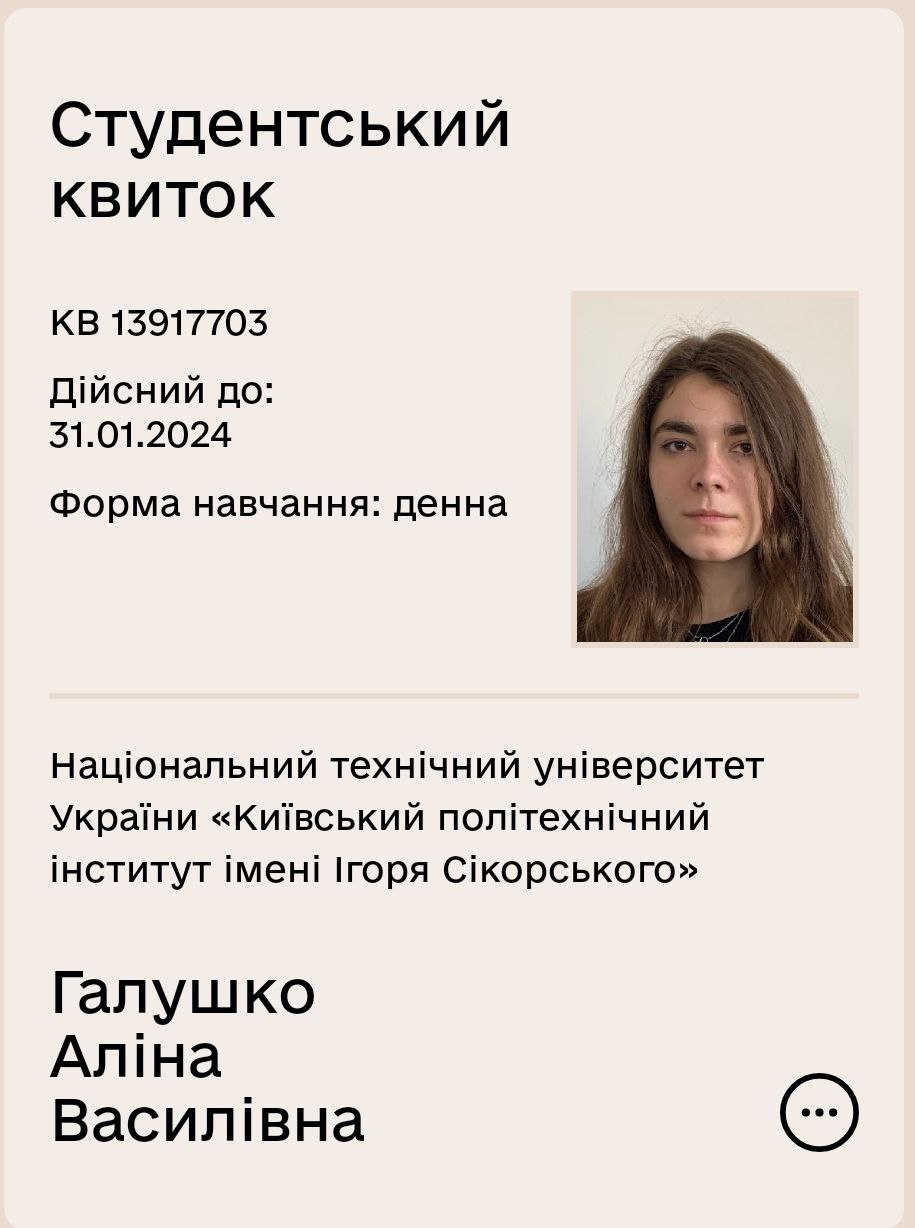 Студентський
квиток
КВ 13917703
Дійсний до:
31.01.2024
Форма навчання: денна
Національний технічний університет
України «Київський політехнічний
інститут імені Ігоря Сікорського»
Галушко
Аліна
Василівна